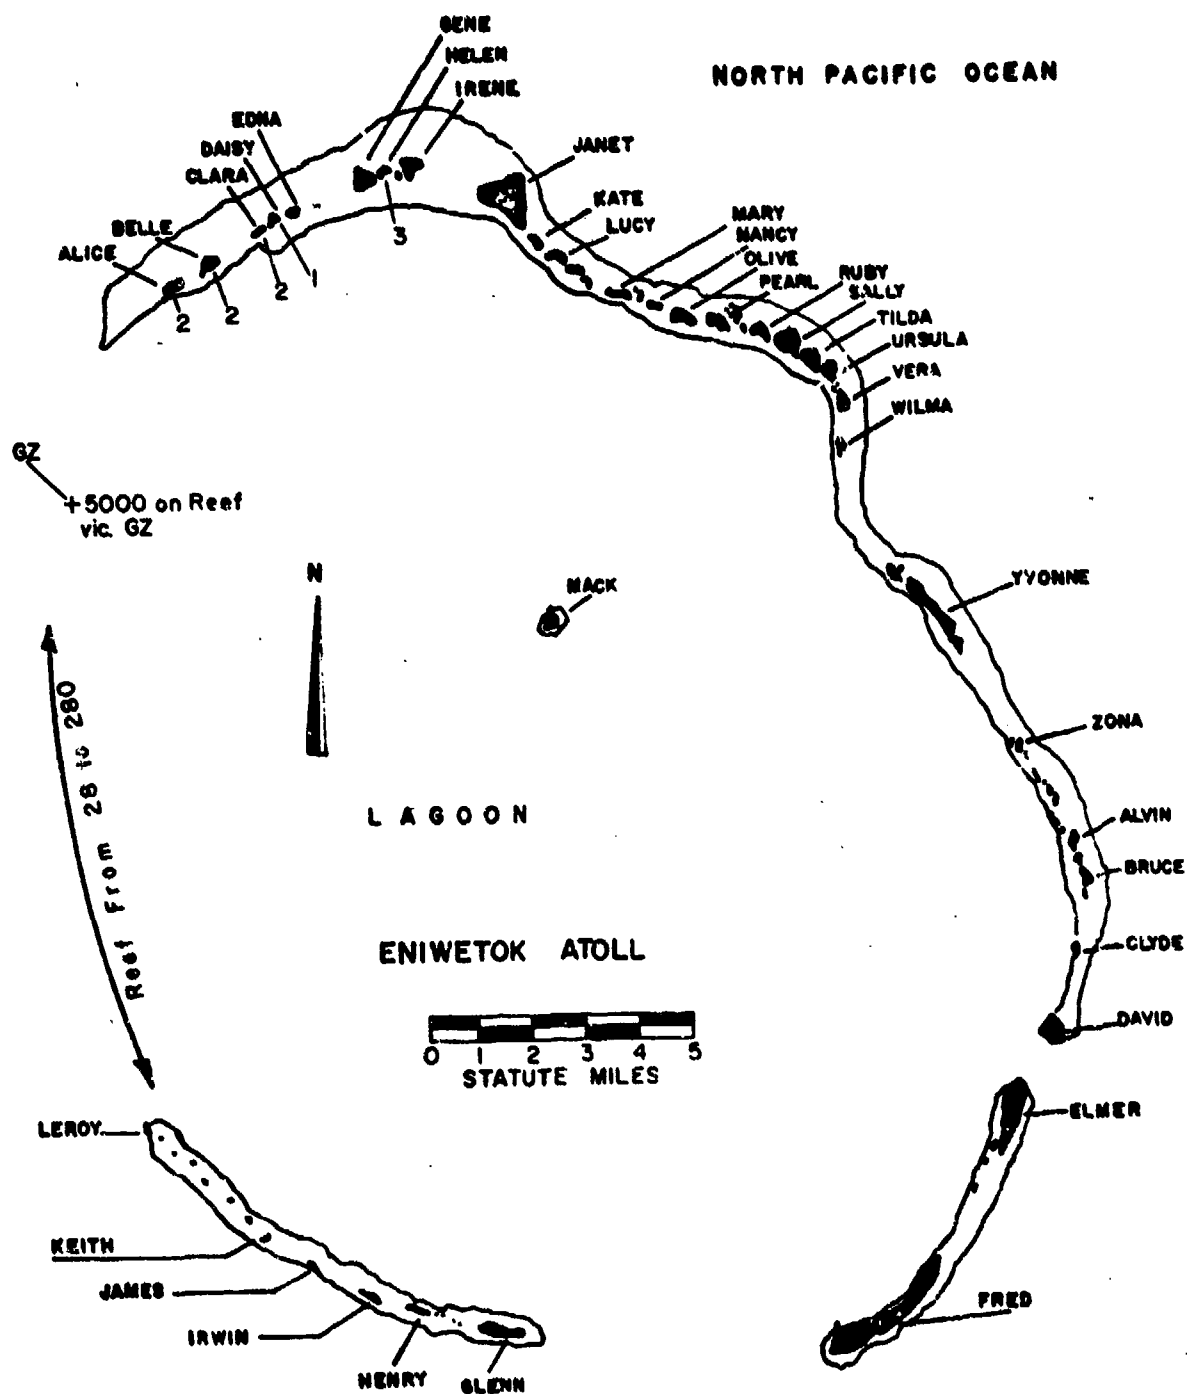 GENE
HELEN
IRENE
NORTH PACIFIC OCEAN
EDNA
DAISY
CLARA
BELLE
ALICE
JANET
KATE
LUCY
MARY
NANCY
OLIVE
PEARL
RUBY
SALLY
TILDA
URSULA
VERA
WILMA
3
1
2
2
2
GZ
+5000 on Reef
vic. GZ
N
MACK
YVONNE
Reef From 28 to 280
ZONA
LAGOON
ALVIN
BRUCE
ENIWETOK ATOLL
CLYDE
DAVID
0 1 2 3 4 5
STATUTE MILES
ELMER
LEROY
KEITH
JAMES
IRWIN
HENRY
GLENN
FRED